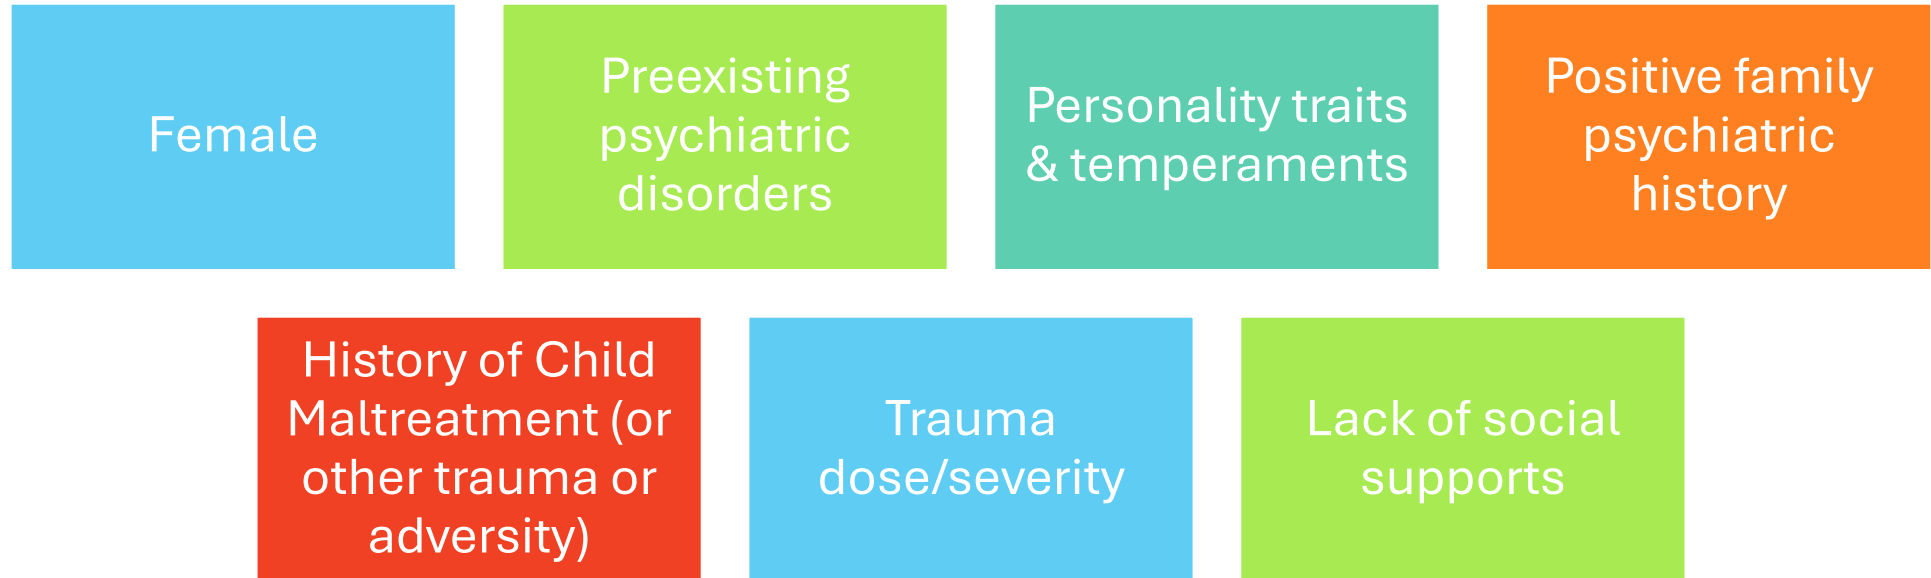 Female
Preexisting
psychiatric
disorders
Personality traits
& temperaments
Positive family
psychiatric
history
History of Child
Maltreatment (or
other trauma or
adversity)
Trauma
dose/severity
Lack of social
supports